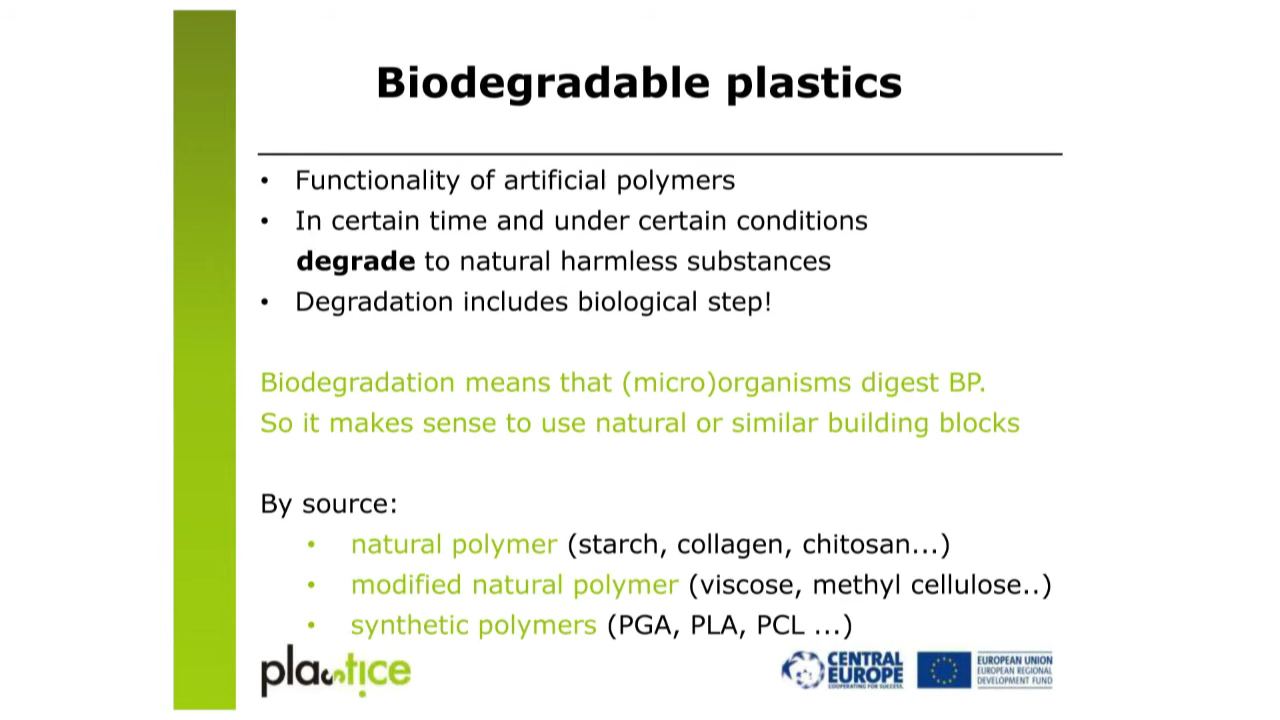 Biodegradable plastics
• Functionality of artificial polymers
• In certain time and under certain conditions
degrade to natural harmless substances
• Degradation includes biological step!
Biodegradation means that (micro)organisms digest BP.
So it makes sense to use natural or similar building blocks
By source:
• natural polymer (starch, collagen, chitosan...)
• modified natural polymer (viscose, methyl cellulose..)
• synthetic polymers (PGA, PLA, PCL ...)
plastice
CENTRAL
EUROPE
COOPERATING FOR SUCCESS.
EUROPEAN UNION
EUROPEAN REGIONAL
DEVELOPMENT FUND